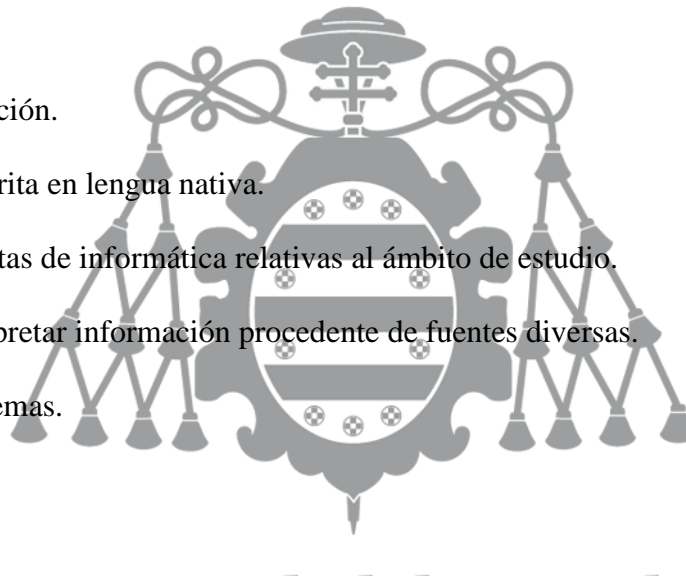 ción.
rita en lengua nativa.
tas de informática relativas al ámbito de estudio.
pretar información procedente de fuentes diversas.
emas.